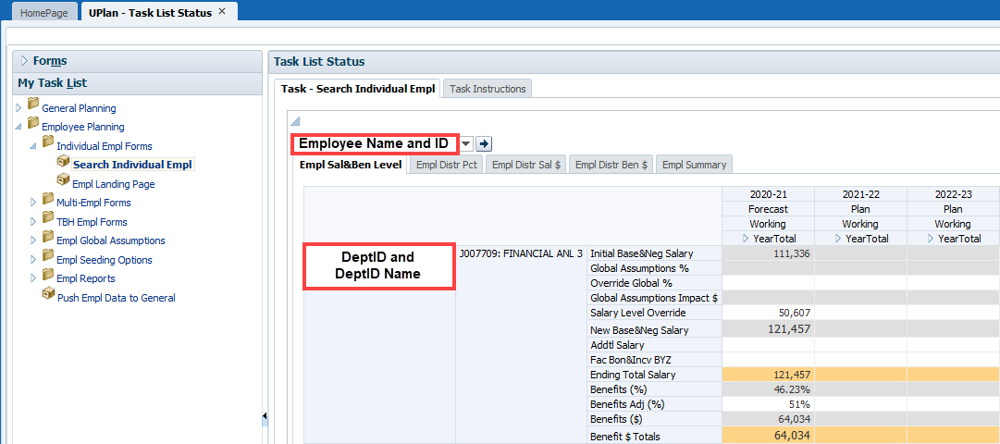 HomePage
UPlan - Task List Status ×
Forms
My Task List
General Planning
Employee Planning
Individual Empl Forms
Search Individual Empl
Empl Landing Page
Multi-Empl Forms
TBH Empl Forms
Empl Global Assumptions
Empl Seeding Options
Empl Reports
Push Empl Data to General
Task List Status
Task - Search Individual Empl
Task Instructions
Employee Name and ID
Empl Sal&Ben Level
Empl Distr Pct
Empl Distr Sal $
Empl Distr Ben $
Empl Summary
2020-21 2021-22 2022-23
Forecast Plan Plan
Working Working Working
YearTotal YearTotal YearTotal
DeptID and
DeptID Name
J007709: FINANCIAL ANL 3
Initial Base&Neg Salary 111,336
Global Assumptions %
Override Global %
Global Assumptions Impact $
Salary Level Override 50,607
New Base&Neg Salary 121,457
Addtl Salary
Fac Bon&Incv BYZ
Ending Total Salary 121,457
Benefits (%) 46.23%
Benefits Adj (%) 51%
Benefits ($) 64,034
Benefit $ Totals 64,034